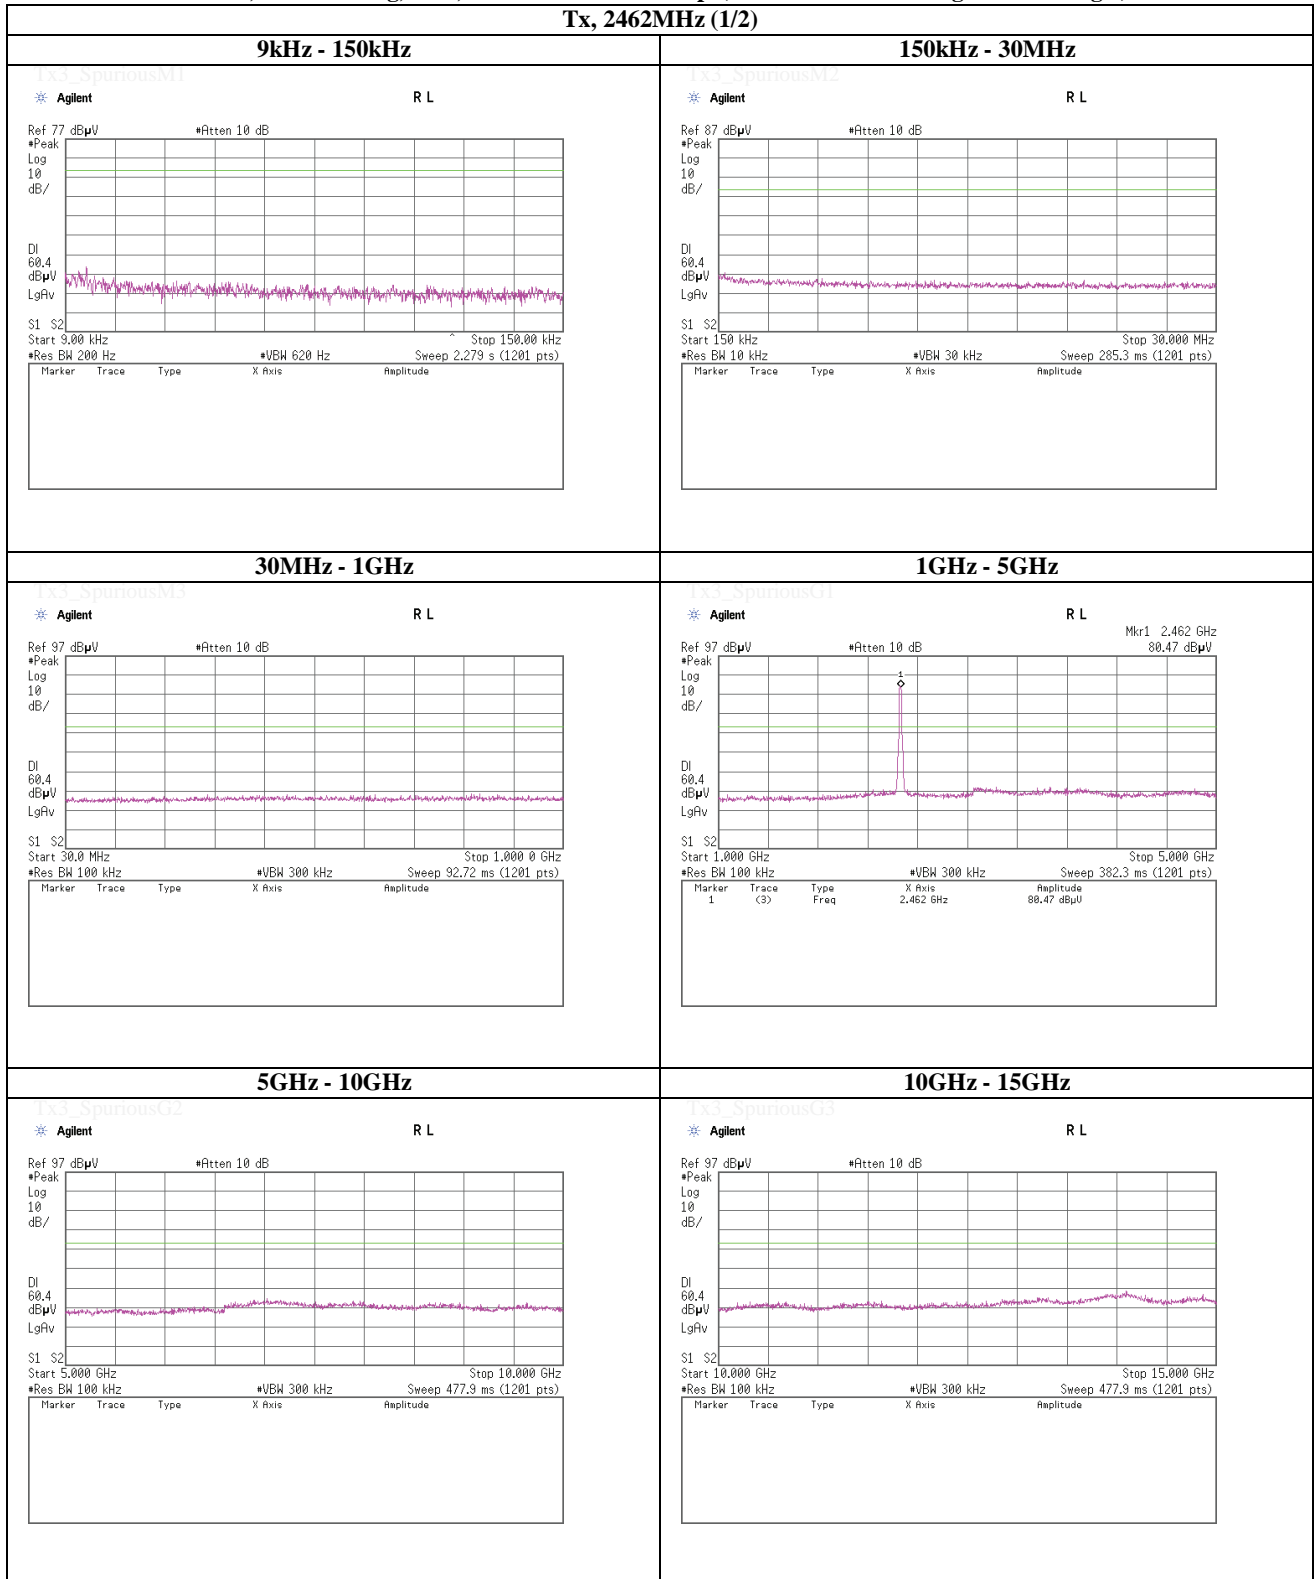 Tx, 2462MHz (1/2)
9kHz - 150kHz
150kHz - 30MHz
Tx3_SpuriousM1
Agilent
R L
Ref 77 dBµV
#Atten 10 dB
#Peak
Log
10
dB/
DI
60.4
dBµV
LgAv
S1 S2
Start 9.00 kHz
^
Stop 150.00 kHz
#Res BW 200 Hz
#VBW 620 Hz
Sweep 2.279 s (1201 pts)
Marker Trace Type X Axis Amplitude
Tx3_SpuriousM2
Agilent
R L
Ref 87 dBµV
#Atten 10 dB
#Peak
Log
10
dB/
DI
60.4
dBµV
LgAv
S1 S2
Start 150 kHz
Stop 30.000 MHz
#Res BW 10 kHz
#VBW 30 kHz
Sweep 285.3 ms (1201 pts)
Marker Trace Type X Axis Amplitude
30MHz - 1GHz
1GHz - 5GHz
Tx3_SpuriousM3
Agilent
R L
Ref 97 dBµV
#Atten 10 dB
#Peak
Log
10
dB/
DI
60.4
dBµV
LgAv
S1 S2
Start 30.0 MHz
Stop 1.000 0 GHz
#Res BW 100 kHz
#VBW 300 kHz
Sweep 92.72 ms (1201 pts)
Marker Trace Type X Axis Amplitude
Tx3_SpuriousG1
Agilent
R L
Mkr1 2.462 GHz
Ref 97 dBµV
#Atten 10 dB
80.47 dBµV
#Peak
Log
10
dB/
1
DI
60.4
dBµV
LgAv
S1 S2
Start 1.000 GHz
Stop 5.000 GHz
#Res BW 100 kHz
#VBW 300 kHz
Sweep 382.3 ms (1201 pts)
Marker Trace Type X Axis Amplitude
1 (3) Freq 2.462 GHz 80.47 dBµV
5GHz - 10GHz
10GHz - 15GHz
Tx3_SpuriousG2
Agilent
R L
Ref 97 dBµV
#Atten 10 dB
#Peak
Log
10
dB/
DI
60.4
dBµV
LgAv
S1 S2
Start 5.000 GHz
Stop 10.000 GHz
#Res BW 100 kHz
#VBW 300 kHz
Sweep 477.9 ms (1201 pts)
Marker Trace Type X Axis Amplitude
Tx3_SpuriousG3
Agilent
R L
Ref 97 dBµV
#Atten 10 dB
#Peak
Log
10
dB/
DI
60.4
dBµV
LgAv
S1 S2
Start 10.000 GHz
Stop 15.000 GHz
#Res BW 100 kHz
#VBW 300 kHz
Sweep 477.9 ms (1201 pts)
Marker Trace Type X Axis Amplitude